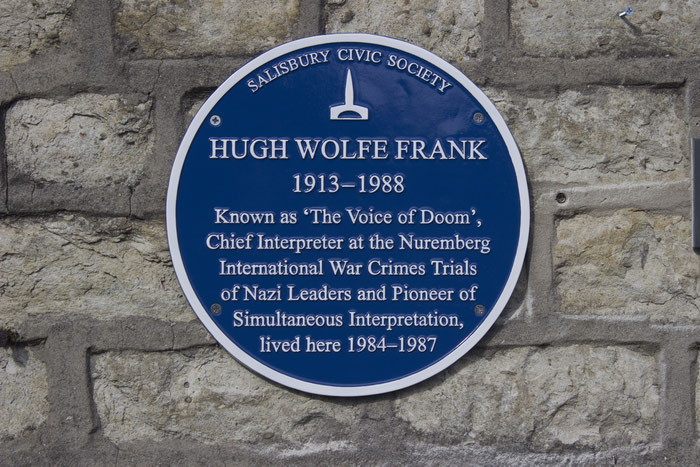 SALISBURY CIVIC SOCIETY
HUGH WOLFE FRANK
1913–1988
Known as ‘The Voice of Doom’,
Chief Interpreter at the Nuremberg
International War Crimes Trials
of Nazi Leaders and Pioneer of
Simultaneous Interpretation,
lived here 1984–1987